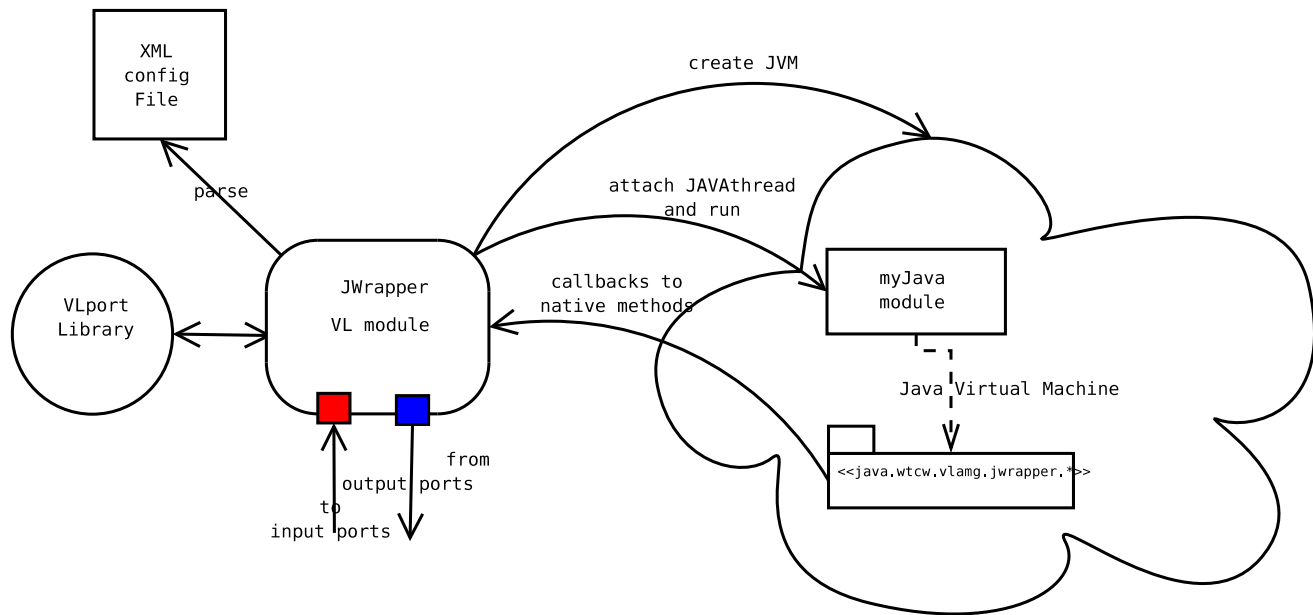 XML
config
File
create JVM
parse
attach JAVAthread
and run
VLport
Library
JWrapper
VL module
callbacks to
native methods
myJava
module
Java Virtual Machine
<<java.wtcw.vlamg.jwrapper.*>>
from
output ports
to
input ports